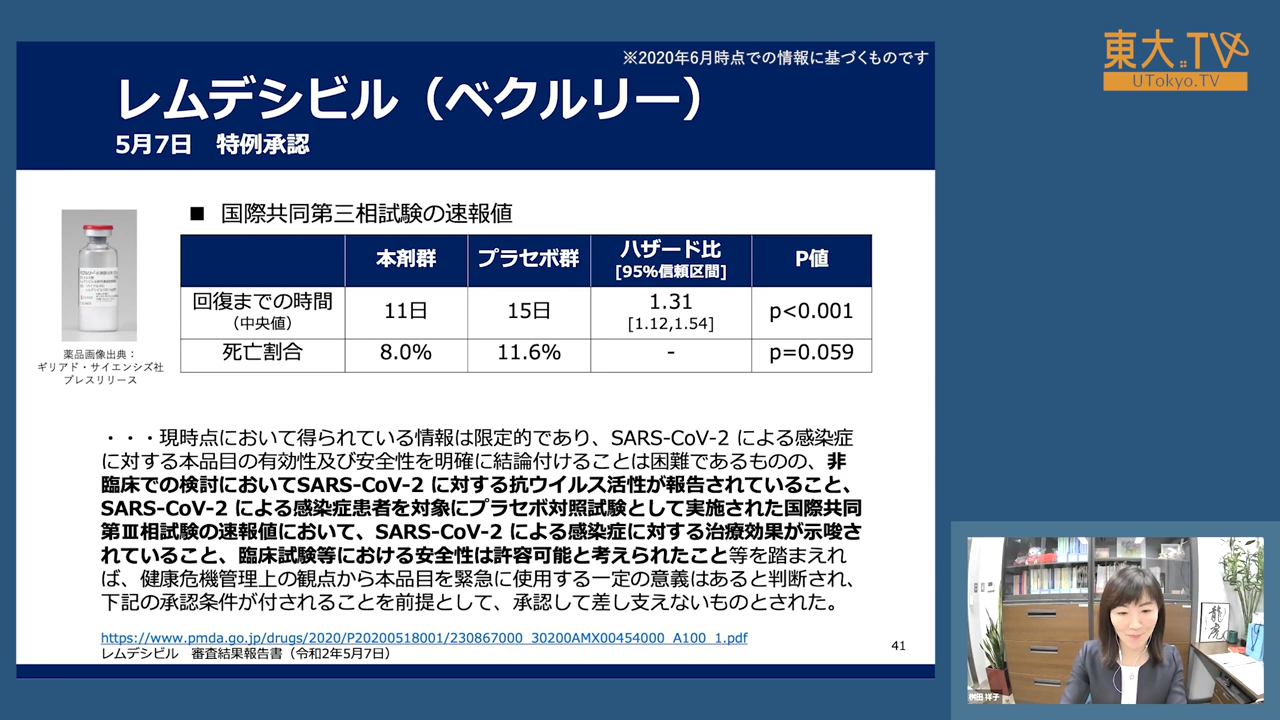 ※2020年6月時点での情報に基づくものです
東大TV
UTokyo.TV
レムデシビル（ベクルリー）
5月7日　特例承認
■ 国際共同第三相試験の速報値
本剤群 プラセボ群 ハザード比 [95%信頼区間] P値
回復までの時間（中央値） 11日 15日 1.31 [1.12,1.54] p<0.001
死亡割合 8.0% 11.6% - p=0.059
薬品画像出典：
ギリアド・サイエンシズ社
プレスリリース
・・・現時点において得られている情報は限定的であり、SARS-CoV-2 による感染症
に対する本品目の有効性及び安全性を明確に結論付けることは困難であるものの、非
臨床での検討においてSARS-CoV-2 に対する抗ウイルス活性が報告されていること、
SARS-CoV-2 による感染症患者を対象にプラセボ対照試験として実施された国際共同
第Ⅲ相試験の速報値において、SARS-CoV-2 による感染症に対する治療効果が示唆さ
れていること、臨床試験等における安全性は許容可能と考えられたこと等を踏まえれ
ば、健康危機管理上の観点から本品目を緊急に使用する一定の意義はあると判断され、
下記の承認条件が付されることを前提として、承認して差し支えないものとされた。
https://www.pmda.go.jp/drugs/2020/P20200518001/230867000_30200AMX00454000_A100_1.pdf
レムデシビル　審査結果報告書（令和2年5月7日）
41
桝田 祥子